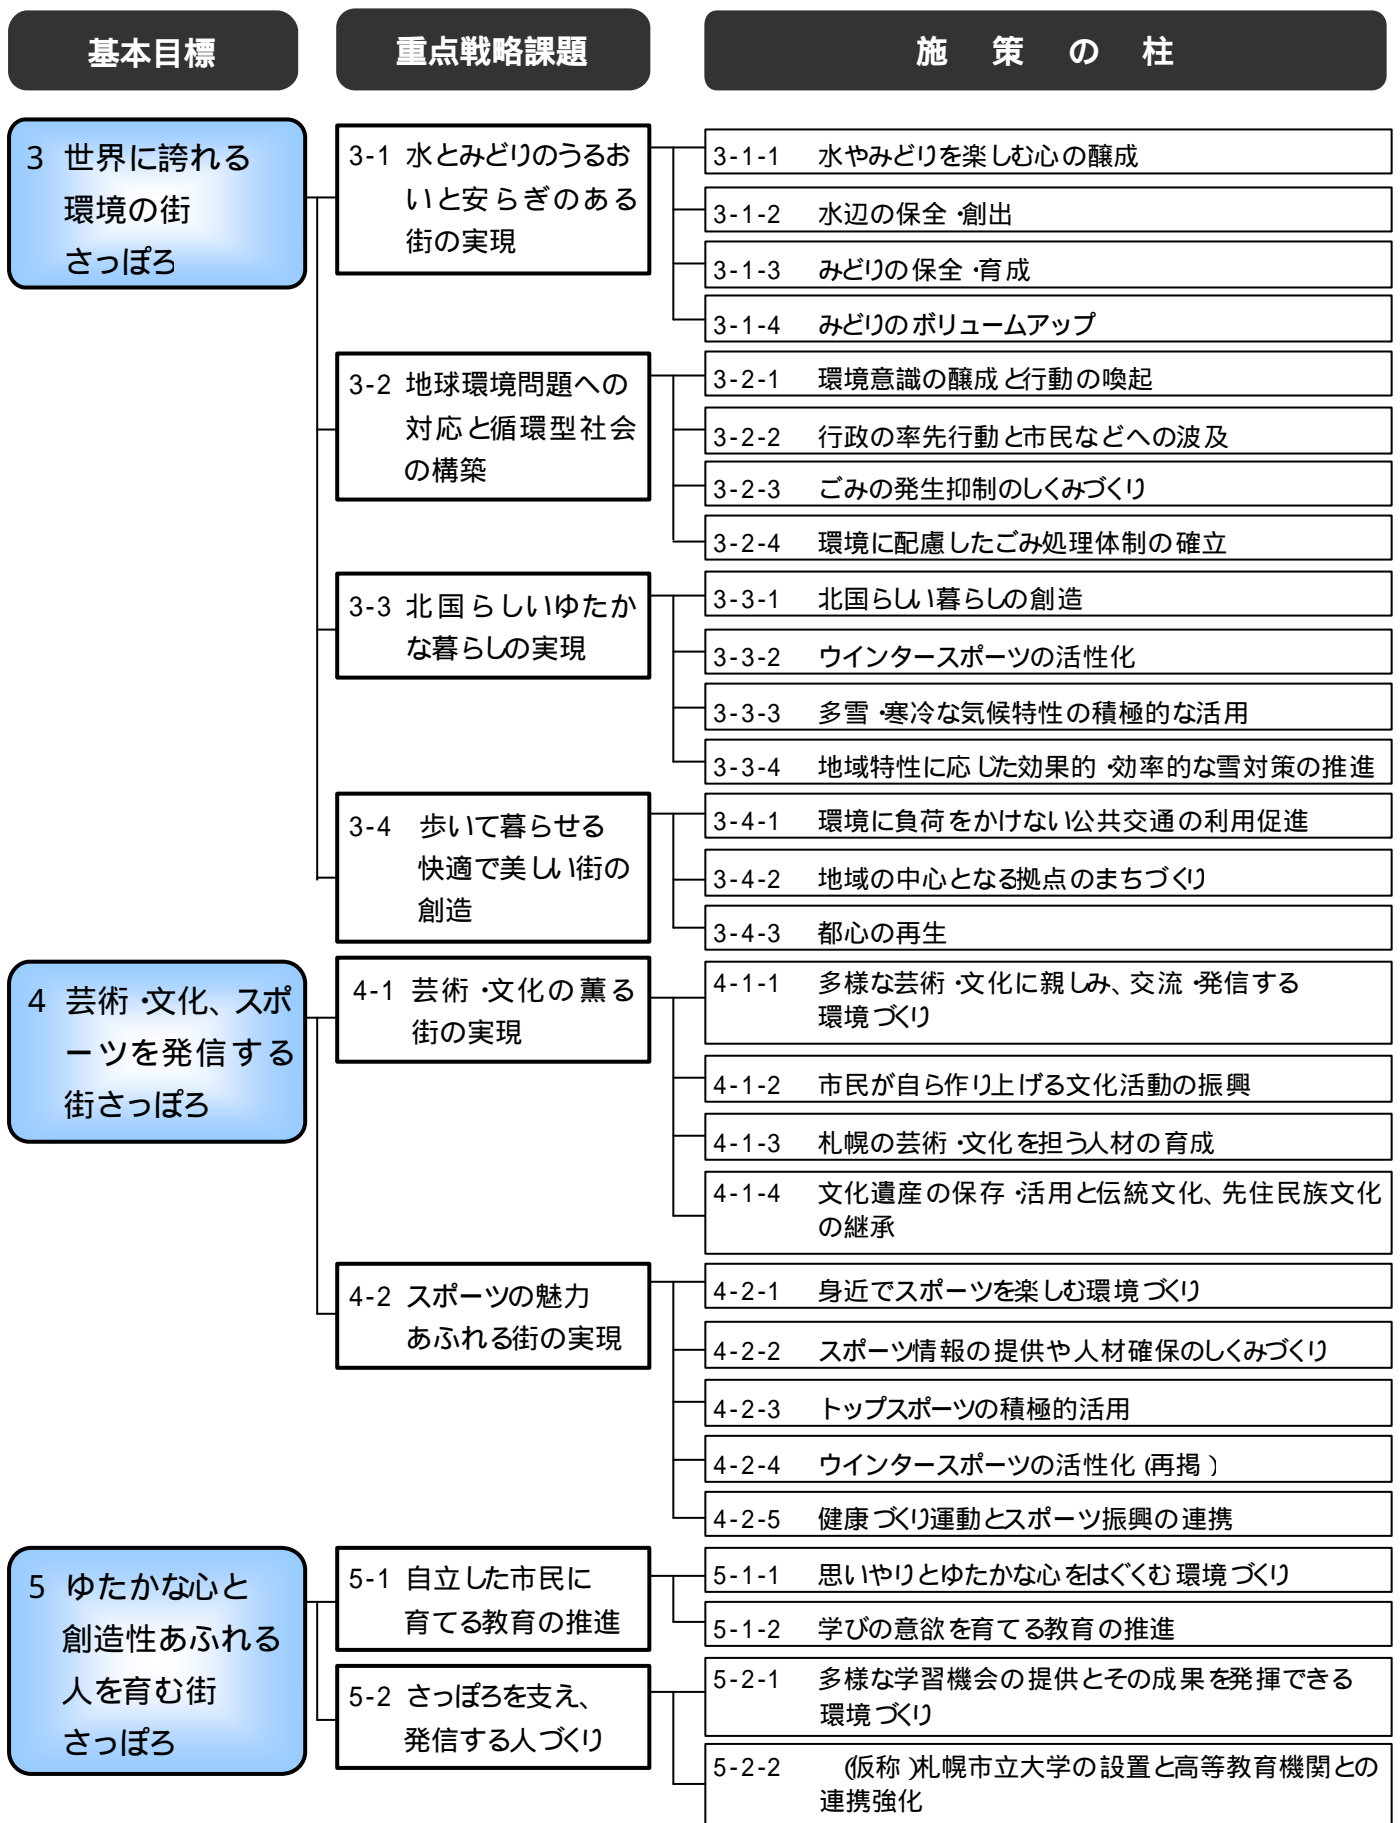 基本目標
重点戦略課題
施策の柱
3 世界に誇れる
環境の街
さっぽろ
3-1 水とみどりのうるお
いと安らぎのある
街の実現
3-1-1 水やみどりを楽しむ心の醸成
3-1-2 水辺の保全・創出
3-1-3 みどりの保全・育成
3-1-4 みどりのボリュームアップ
3-2 地球環境問題への
対応と循環型社会
の構築
3-2-1 環境意識の醸成と行動の喚起
3-2-2 行政の率先行動と市民などへの波及
3-2-3 ごみの発生抑制のしくみづくり
3-2-4 環境に配慮したごみ処理体制の確立
3-3 北国らしいゆたか
な暮らしの実現
3-3-1 北国らしい暮らしの創造
3-3-2 ウインタースポーツの活性化
3-3-3 多雪・寒冷な気候特性の積極的な活用
3-3-4 地域特性に応じた効果的・効率的な雪対策の推進
3-4 歩いて暮らせる
快適で美しい街の
創造
3-4-1 環境に負荷をかけない公共交通の利用促進
3-4-2 地域の中心となる拠点のまちづくり
3-4-3 都心の再生
4 芸術・文化、スポ
ーツを発信する
街さっぽろ
4-1 芸術・文化の薫る
街の実現
4-1-1 多様な芸術・文化に親しみ、交流・発信する
環境づくり
4-1-2 市民が自ら作り上げる文化活動の振興
4-1-3 札幌の芸術・文化を担う人材の育成
4-1-4 文化遺産の保存・活用と伝統文化、先住民族文化
の継承
4-2 スポーツの魅力
あふれる街の実現
4-2-1 身近でスポーツを楽しむ環境づくり
4-2-2 スポーツ情報の提供や人材確保のしくみづくり
4-2-3 トップスポーツの積極的活用
4-2-4 ウインタースポーツの活性化(再掲)
4-2-5 健康づくり運動とスポーツ振興の連携
5 ゆたかな心と
創造性あふれる
人を育む街
さっぽろ
5-1 自立した市民に
育てる教育の推進
5-1-1 思いやりとゆたかな心をはぐくむ環境づくり
5-1-2 学びの意欲を育てる教育の推進
5-2 さっぽろを支え、
発信する人づくり
5-2-1 多様な学習機会の提供とその成果を発揮できる
環境づくり
5-2-2 (仮称)札幌市立大学の設置と高等教育機関との
連携強化